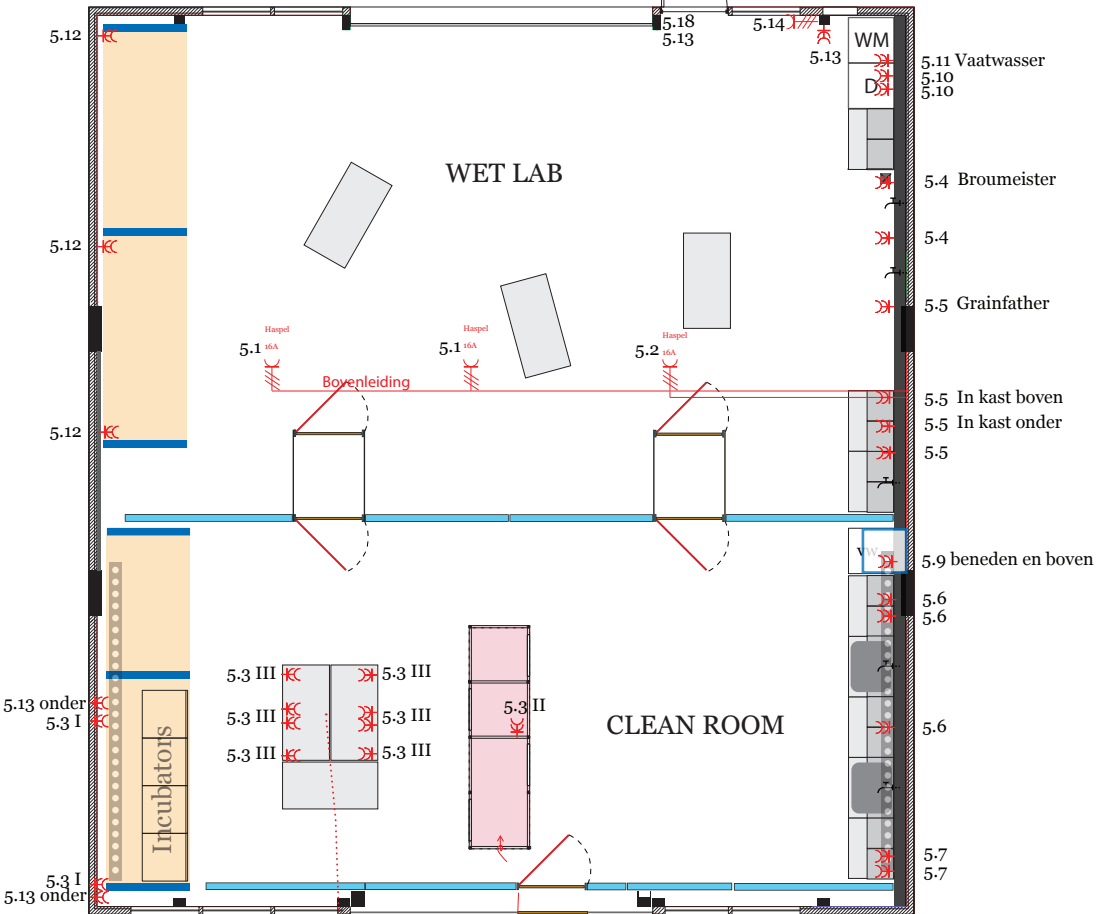 5.12
5.18
5.13
5.14
5.13
WM
5.11 Vaatwasser
5.10
D
5.10
WET LAB
5.4 Broumeister
5.12
5.4
5.5 Grainfather
Haspel
5.1 16A
Haspel
5.1 16A
Haspel
5.2 16A
Bovenleiding
5.5 In kast boven
5.5 In kast onder
5.12
5.5
vw
5.9 beneden en boven
5.6
5.6
5.3 III
5.3 III
5.13 onder
5.3 I
5.3 III
5.3 III
5.3 II
CLEAN ROOM
5.6
5.3 III
5.3 III
Incubators
5.7
5.7
5.3 I
5.13 onder